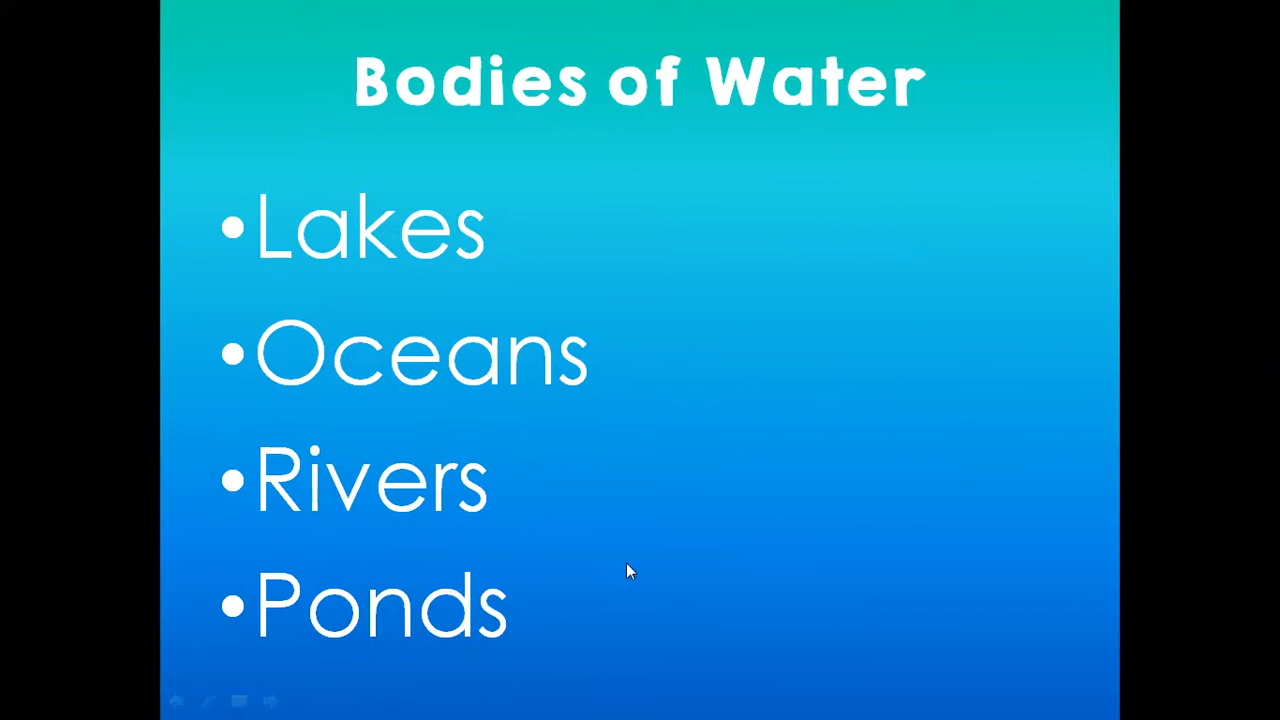 Bodies of Water
•Lakes
•Oceans
•Rivers
•Ponds